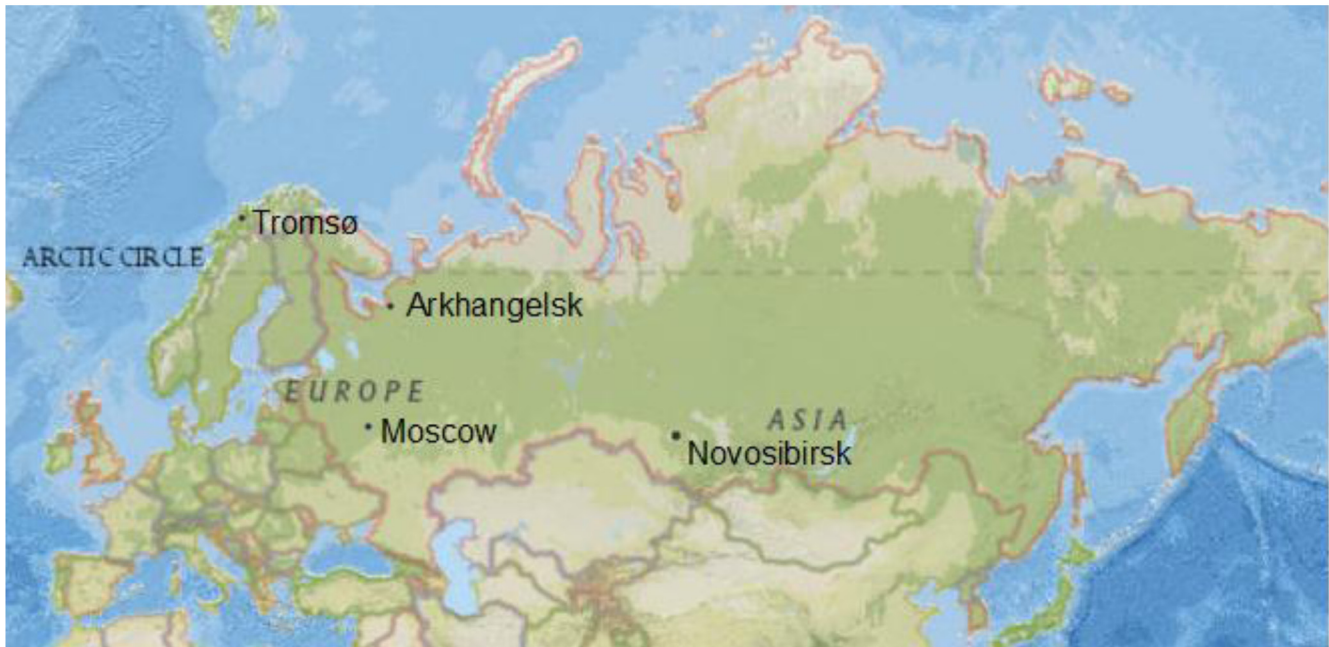 Tromsø
ARCTIC CIRCLE
Arkhangelsk
EUROPE
ASIA
Moscow
Novosibirsk